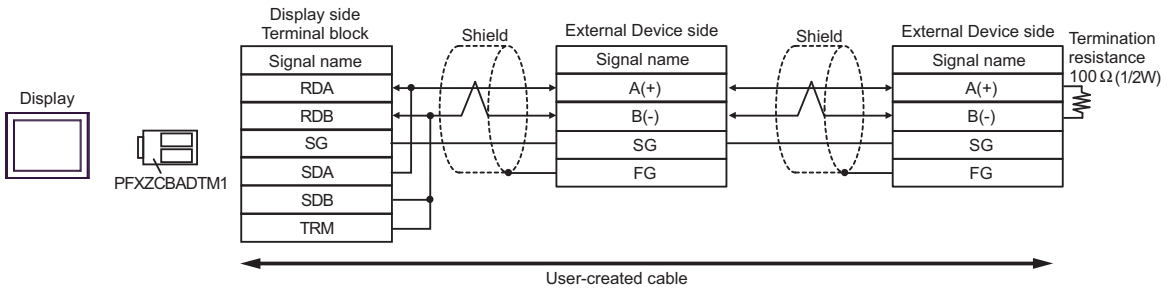 Display
PFXZCBADTM1
Display side
Terminal block
Signal name
RDA
RDB
SG
SDA
SDB
TRM
Shield
External Device side
Signal name
A(+)
B(-)
SG
FG
Shield
External Device side
Signal name
A(+)
B(-)
SG
FG
Termination
resistance
100 Ω (1/2W)
User-created cable